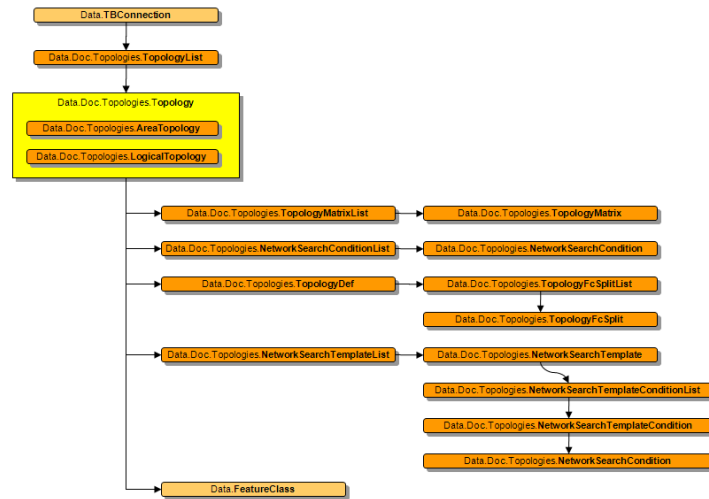 Data.TBConnection
Data.Doc.Topologies.TopologyList
Data.Doc.Topologies.Topology
Data.Doc.Topologies.AreaTopology
Data.Doc.Topologies.LogicalTopology
Data.Doc.Topologies.TopologyMatrixList
Data.Doc.Topologies.TopologyMatrix
Data.Doc.Topologies.NetworkSearchConditionList
Data.Doc.Topologies.NetworkSearchCondition
Data.Doc.Topologies.TopologyDef
Data.Doc.Topologies.TopologyFcSplitList
Data.Doc.Topologies.TopologyFcSplit
Data.Doc.Topologies.NetworkSearchTemplateList
Data.Doc.Topologies.NetworkSearchTemplate
Data.Doc.Topologies.NetworkSearchTemplateConditionList
Data.Doc.Topologies.NetworkSearchTemplateCondition
Data.Doc.Topologies.NetworkSearchCondition
Data.FeatureClass